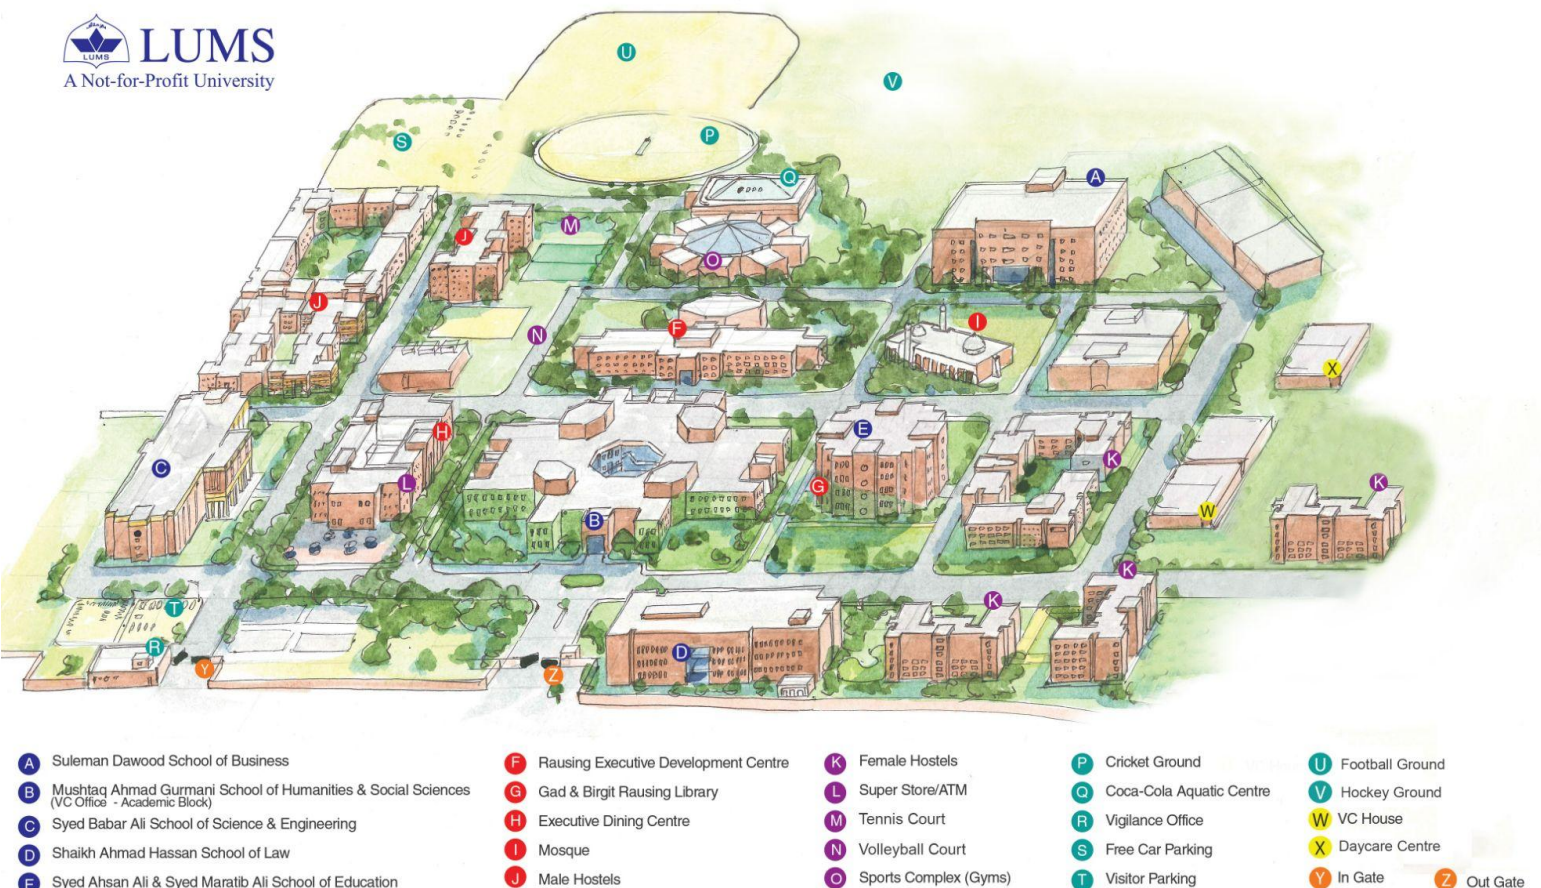 LUMS
LUMS
A Not-for-Profit University
U
V
S
P
Q
A
M
J
O
J
N
F
I
X
H
E
C
L
G
K
K
W
B
K
K
T
D
R
Y
Z
A Suleman Dawood School of Business
B Mushtaq Ahmad Gurmani School of Humanities & Social Sciences
(VC Office - Academic Block)
C Syed Babar Ali School of Science & Engineering
D Shaikh Ahmad Hassan School of Law
E Syed Ahsan Ali & Syed Maratib Ali School of Education
F Rausing Executive Development Centre
G Gad & Birgit Rausing Library
H Executive Dining Centre
I Mosque
J Male Hostels
K Female Hostels
L Super Store/ATM
M Tennis Court
N Volleyball Court
O Sports Complex (Gyms)
P Cricket Ground
Q Coca-Cola Aquatic Centre
R Vigilance Office
S Free Car Parking
T Visitor Parking
U Football Ground
V Hockey Ground
W VC House
X Daycare Centre
Y In Gate
Z Out Gate